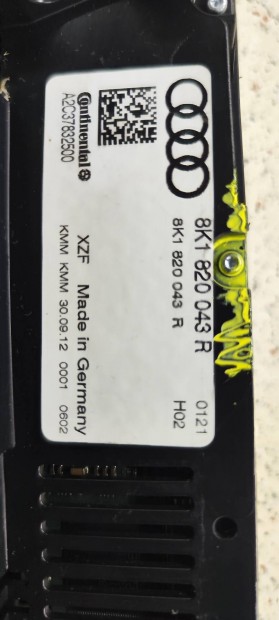 8K1 820 043 R 0121
8K1 820 043 R H02
Continental
A2C37832500
XZF Made in Germany
KMM KMM 30.09.12 0001 0602